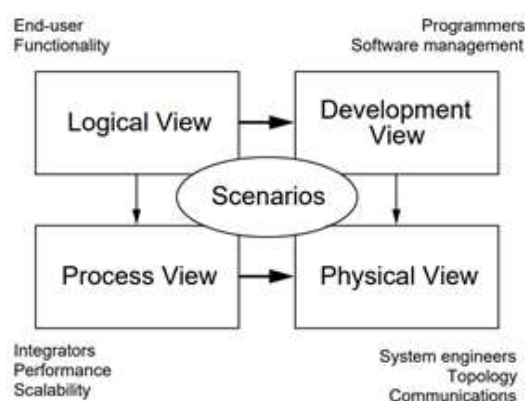 End-user
Functionality
Programmers
Software management
Logical View
Development
View
Scenarios
Process View
Physical View
Integrators
Performance
Scalability
System engineers
Topology
Communications